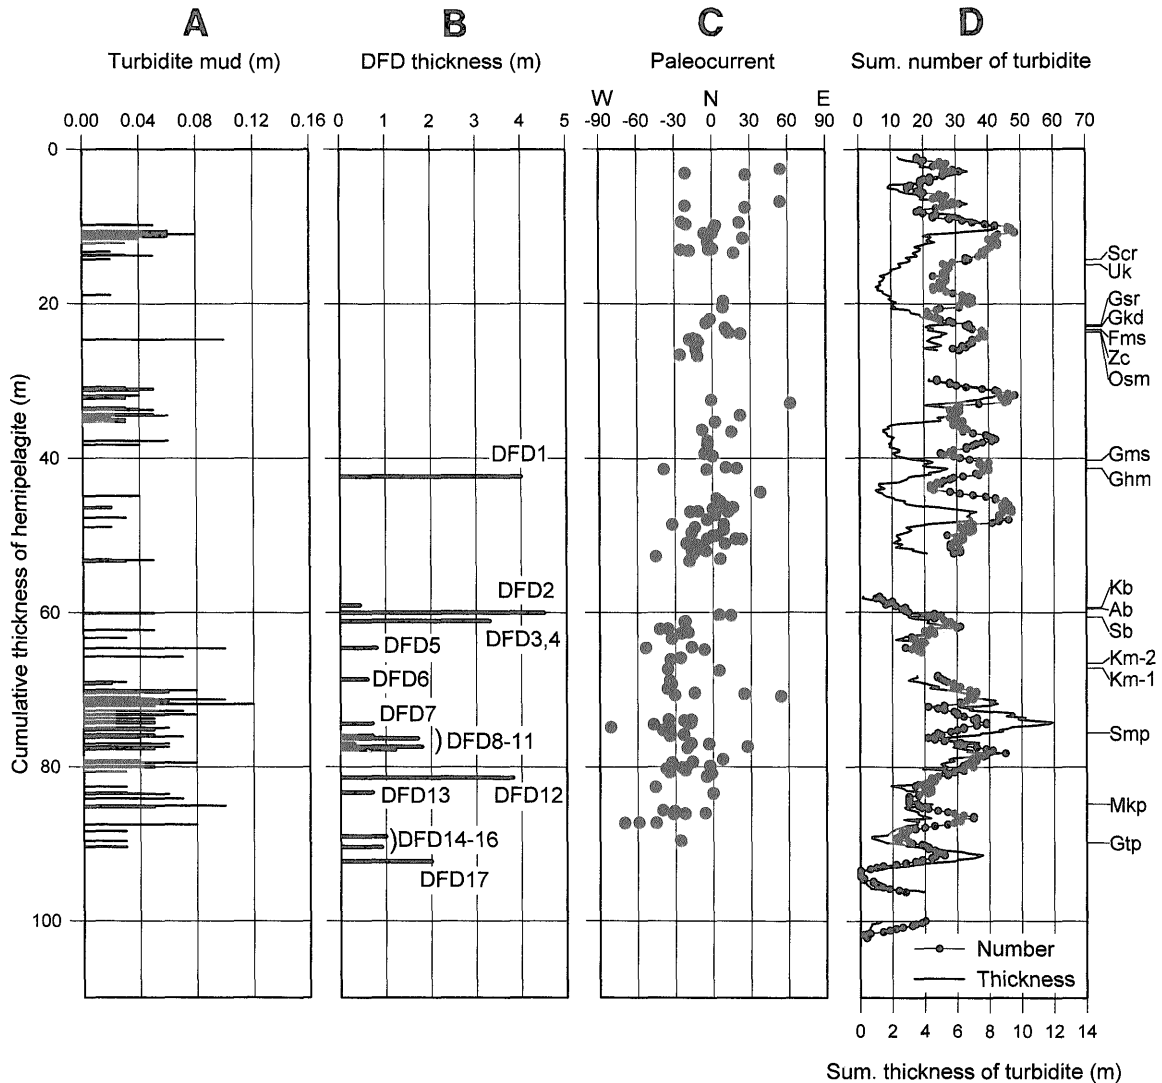 A B C D
Turbidite mud (m) DFD thickness (m) Paleocurrent Sum. number of turbidite
W N E
0.00 0.04 0.08 0.12 0.16 0 1 2 3 4 5 -90 -60 -30 0 30 60 90 0 10 20 30 40 50 60 70
0
Scr
Uk
20
Gsr
Gkd
Fms
Zc
Osm
Cumulative thickness of hemipelagite (m)
40
DFD1
Gms
Ghm
DFD2
Kb
60
Ab
DFD3,4
Sb
DFD5
Km-2
DFD6
Km-1
DFD7
Smp
)DFD8-11
80
DFD13 DFD12
Mkp
)DFD14-16
Gtp
DFD17
100
Number
Thickness
0 2 4 6 8 10 12 14
Sum. thickness of turbidite (m)